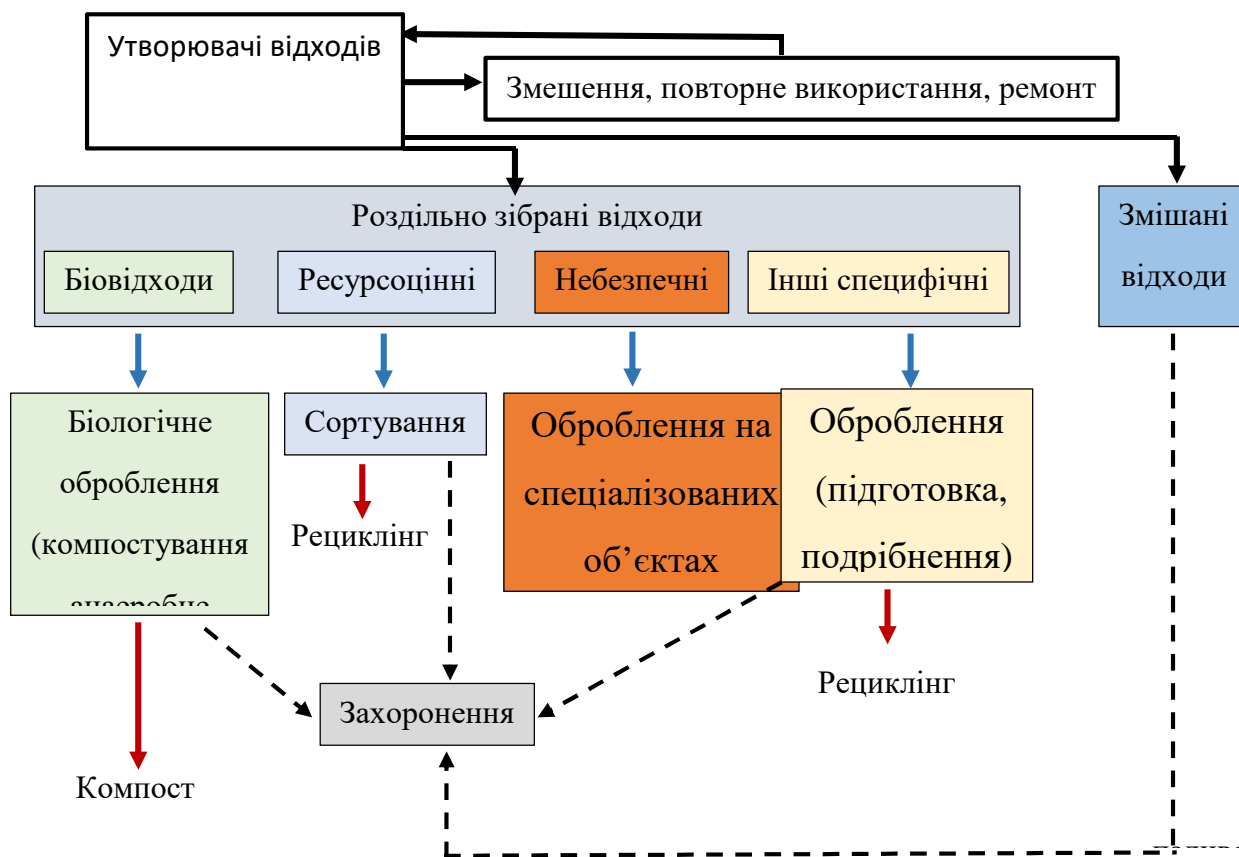 Утворювачі відходів
Змешення, повторне використання, ремонт
Роздільно зібрані відходи
Біовідходи
Ресурсоцінні
Небезпечні
Інші специфічні
Змішані
відходи
Біологічне
оброблення
(компостування
анаеробне
Сортування
Рециклінг
Оброблення на
спеціалізованих
об’єктах
Оброблення
(підготовка,
подрібнення)
Рециклінг
Захоронення
Компост